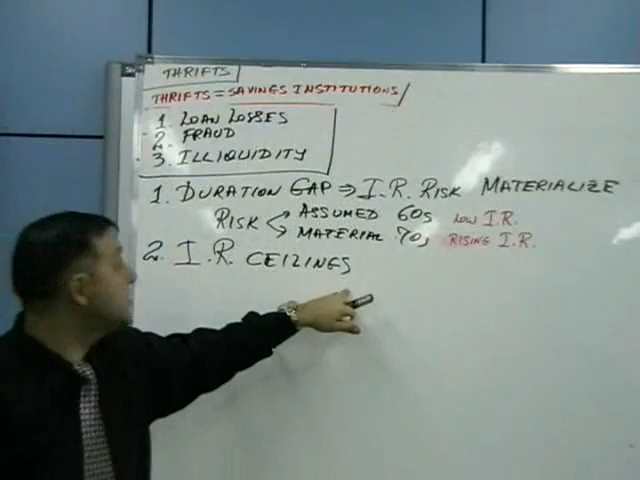 THRIFTS
THRIFTS = SAVINGS INSTITUTIONS
1. LOAN LOSSES
2. FRAUD
3. ILLIQUIDITY
1. DURATION GAP ⇒ I.R. RISK MATERIALIZE
RISK ASSUMED 60s LOW I.R.
MATERIAL 70s RISING I.R.
2. I.R. CEILINGS